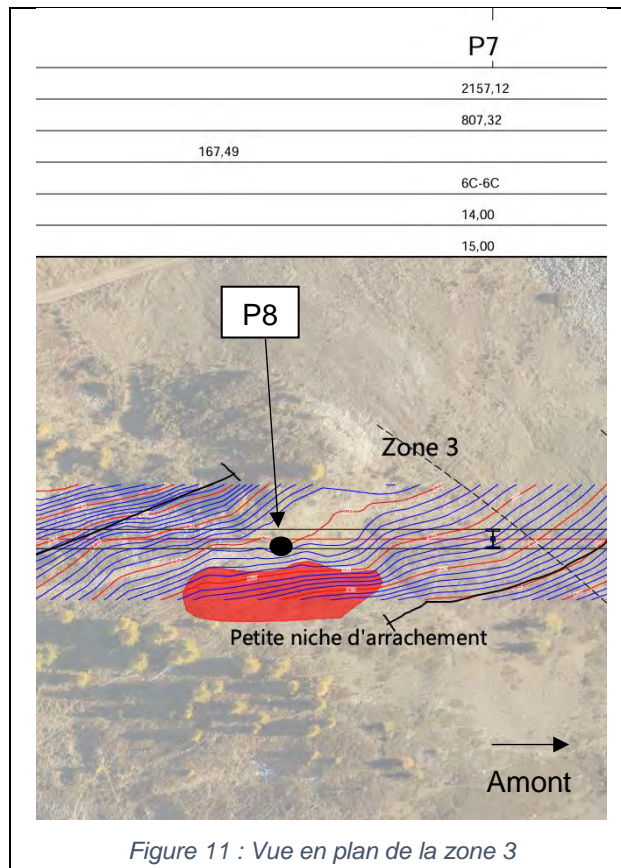 P7
2157,12
807,32
167,49
6C-6C
14,00
15,00
P8
Zone 3
Petite niche d'arrachement
Amont
Figure 11 : Vue en plan de la zone 3